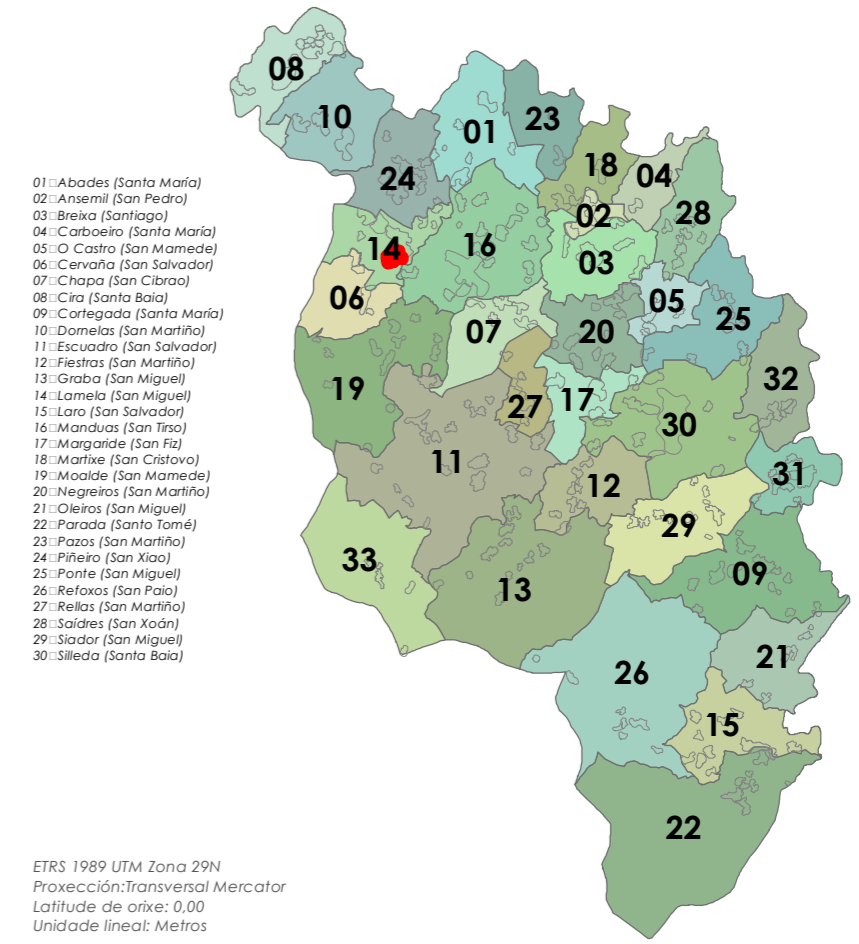 08
10
01
23
18
04
24
02
28
14
16
03
06
05
07
20
25
19
32
27
17
30
11
12
31
29
33
13
09
26
21
15
22
01□Abades (Santa María)
02□Ansemil (San Pedro)
03□Breixa (Santiago)
04□Carboeiro (Santa María)
05□O Castro (San Mamede)
06□Cervaña (San Salvador)
07□Chapa (San Cibrao)
08□Cira (Santa Baia)
09□Cortegada (Santa María)
10□Dornelas (San Martiño)
11□Escuadro (San Salvador)
12□Fiestras (San Martiño)
13□Graba (San Miguel)
14□Lamela (San Miguel)
15□Laro (San Salvador)
16□Manduas (San Tirso)
17□Margaride (San Fiz)
18□Martixe (San Cristovo)
19□Moalde (San Mamede)
20□Negreiros (San Martiño)
21□Oleiros (San Miguel)
22□Parada (Santo Tomé)
23□Pazos (San Martiño)
24□Piñeiro (San Xiao)
25□Ponte (San Miguel)
26□Refoxos (San Paio)
27□Rellas (San Martiño)
28□Saídres (San Xoán)
29□Siador (San Miguel)
30□Silleda (Santa Baia)
ETRS 1989 UTM Zona 29N
Proxección:Transversal Mercator
Latitude de orixe: 0,00
Unidade lineal: Metros